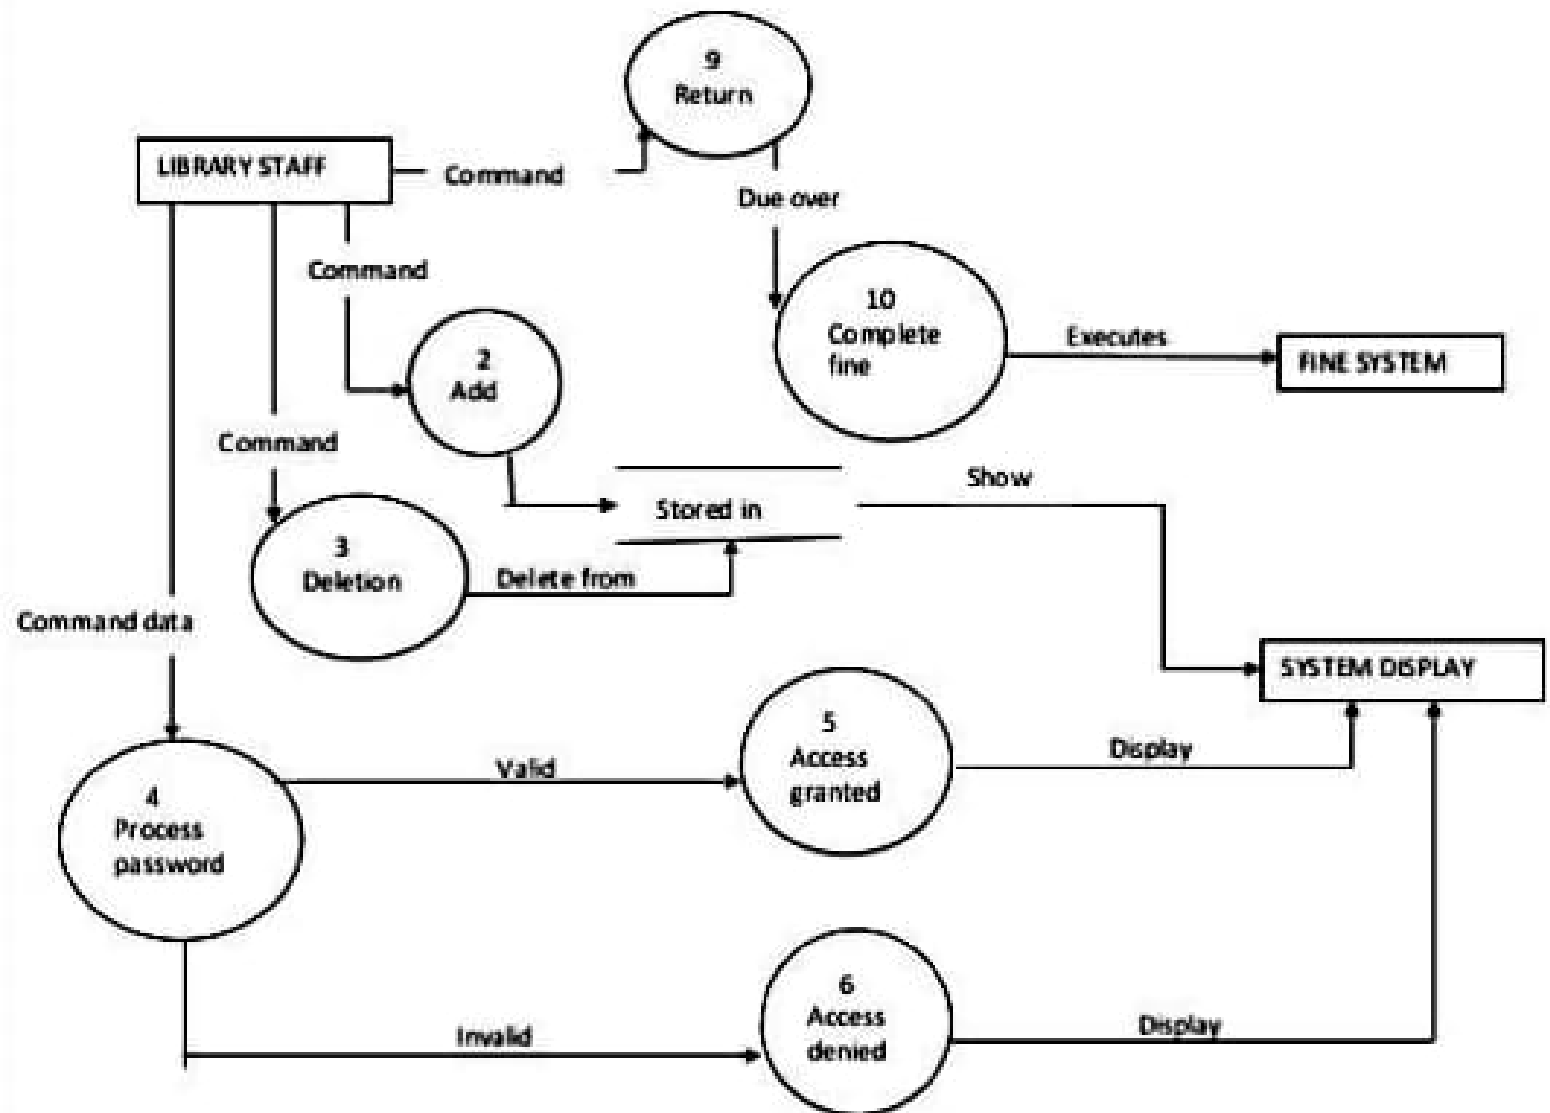 9
Return
LIBRARY STAFF
Command
Due over
Command
10
Complete
fine
Executes
FINE SYSTEM
2
Add
Command
Show
Stored in
3
Deletion
Delete from
Command data
SYSTEM DISPLAY
5
Access
granted
Display
Valid
4
Process
password
6
Access
denied
Invalid
Display